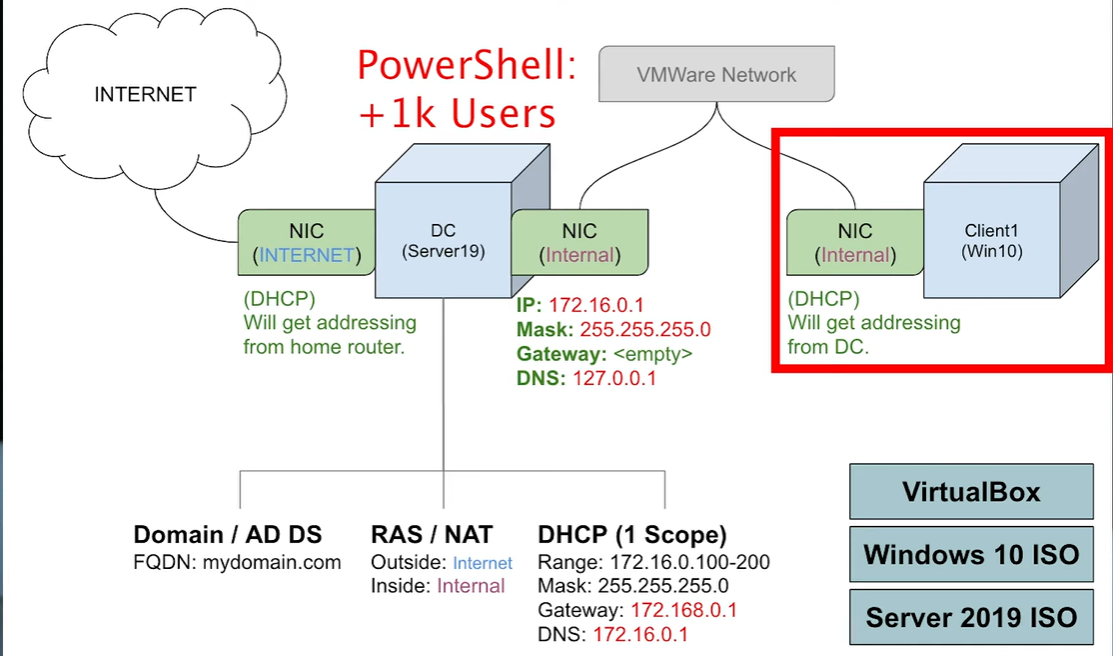 INTERNET
PowerShell:
+1k Users
VMWare Network
NIC
(INTERNET)
DC
(Server19)
NIC
(Internal)
NIC
(Internal)
Client1
(Win10)
(DHCP)
Will get addressing
from home router.
IP: 172.16.0.1
Mask: 255.255.255.0
Gateway: <empty>
DNS: 127.0.0.1
(DHCP)
Will get addressing
from DC.
Domain / AD DS
FQDN: mydomain.com
RAS / NAT
Outside: Internet
Inside: Internal
DHCP (1 Scope)
Range: 172.16.0.100-200
Mask: 255.255.255.0
Gateway: 172.168.0.1
DNS: 172.16.0.1
VirtualBox
Windows 10 ISO
Server 2019 ISO